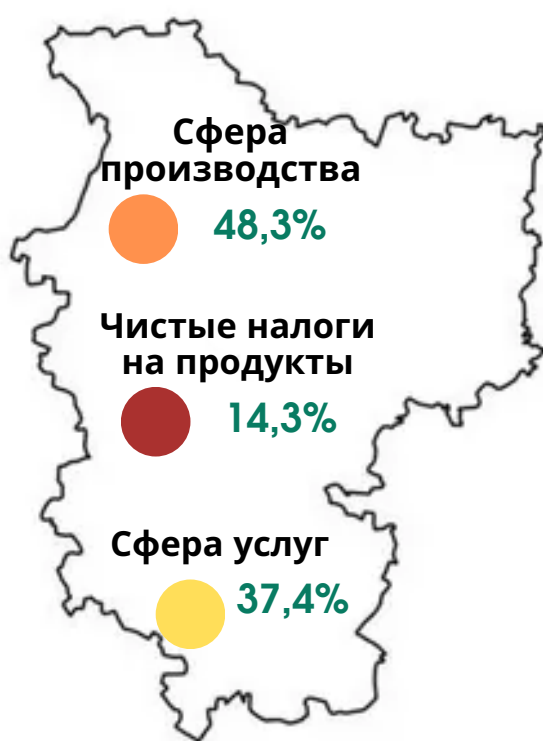 Сфера
производства
48,3%
Чистые налоги
на продукты
14,3%
Сфера услуг
37,4%